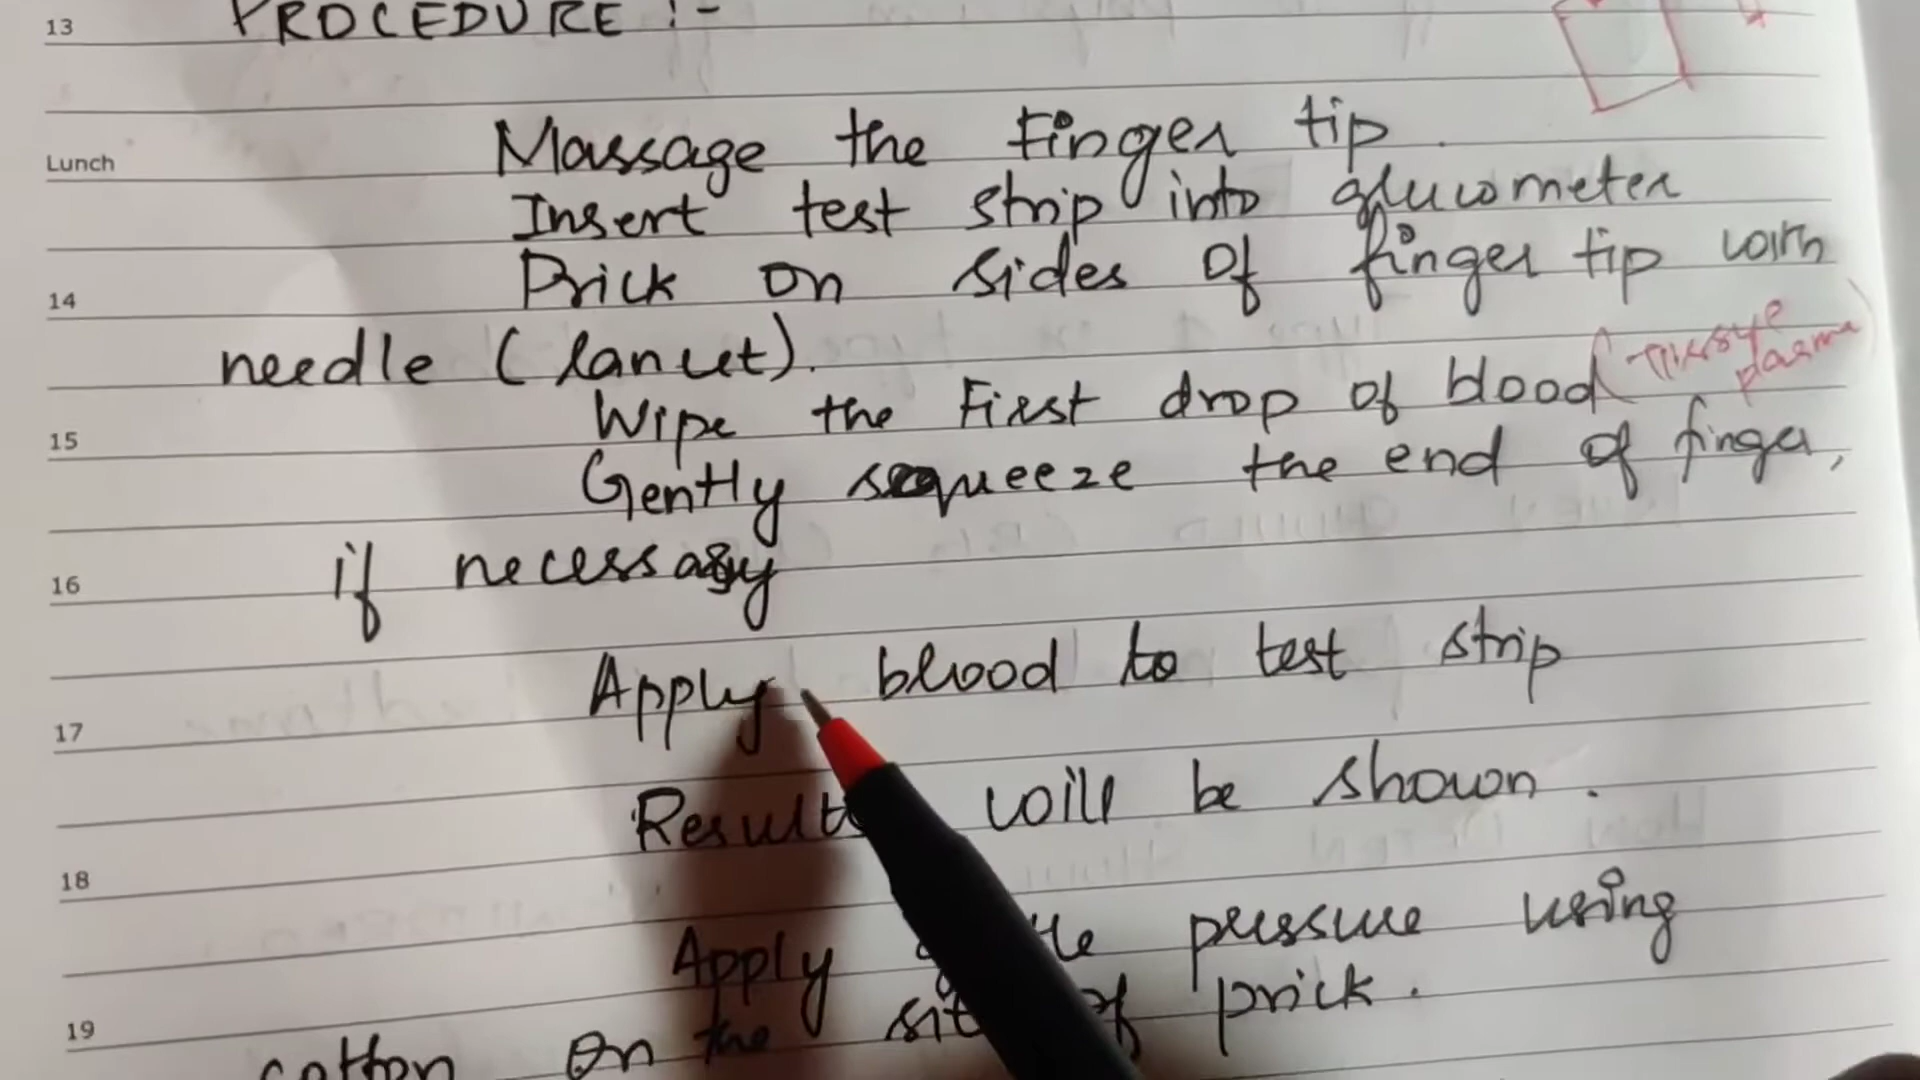 13 PROCEDURE :-
Massage the Finger tip.
Lunch
Insert test strip into glucometer
Prick on sides of finger tip with
14
needle (lancet).
Wipe the First drop of blood (Tissue plasma)
15
Gently squeeze the end of finger,
16 if necessary
Apply blood to test strip
17
Result will be shown.
18
Apply pressure using
19
cotton on the of prick.